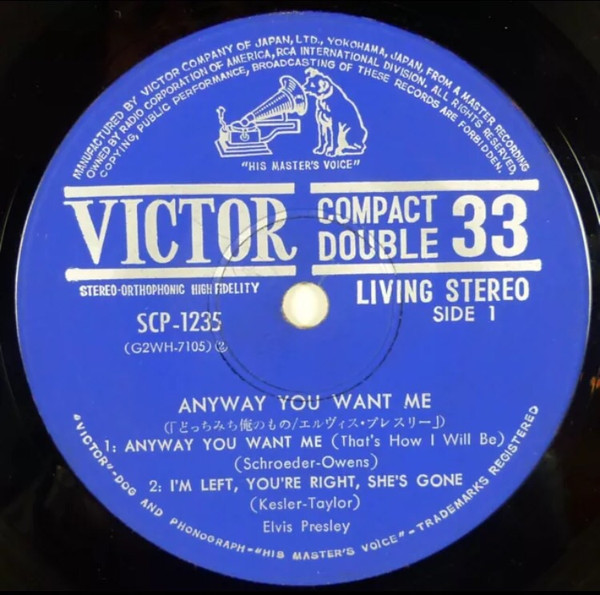 MANUFACTURED BY VICTOR COMPANY OF JAPAN, LTD., YOKOHAMA, JAPAN, FROM A MASTER RECORDING
OWNED BY RADIO CORPORATION OF AMERICA, RCA INTERNATIONAL DIVISION. ALL RIGHTS RESERVED,
COPYING, PUBLIC PERFORMANCE, BROADCASTING OF THESE RECORDS ARE FORBIDDEN.
"HIS MASTER'S VOICE"
VICTOR
COMPACT
DOUBLE 33
STEREO-ORTHOPHONIC HIGH FIDELITY
LIVING STEREO
SCP-1235
SIDE 1
(G2WH-7105)
ANYWAY YOU WANT ME
(「どっちみち俺のもの/エルヴィス・プレスリー」)
1: ANYWAY YOU WANT ME (That's How I Will Be)
(Schroeder-Owens)
2: I'M LEFT, YOU'RE RIGHT, SHE'S GONE
(Kesler-Taylor)
Elvis Presley
"VICTOR"-DOG AND PHONOGRAPH-"HIS MASTER'S VOICE"-TRADEMARKS REGISTERED